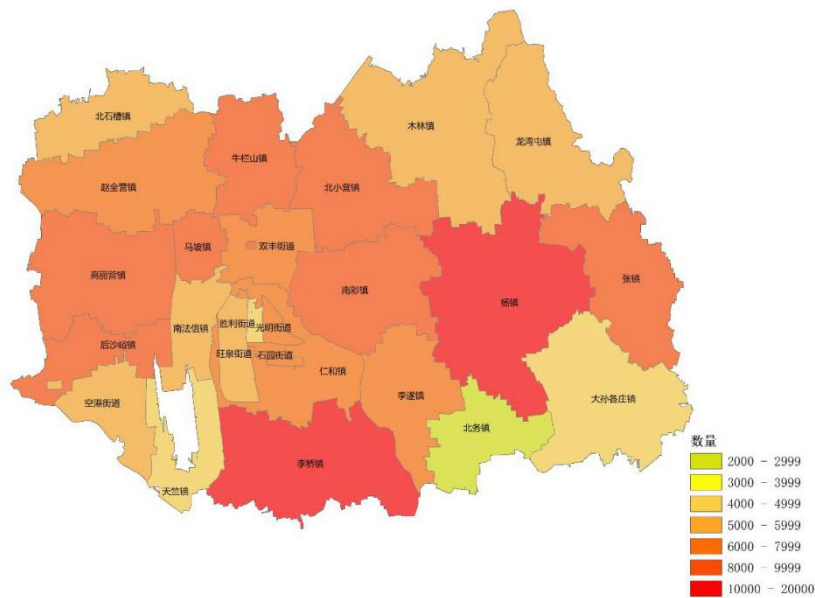 北石槽镇
木林镇
龙湾屯镇
牛栏山镇
赵全营镇
北小营镇
马坡镇
双丰街道
高丽营镇
张镇
南彩镇
杨镇
南法信镇
胜利街道
光明街道
后沙峪镇
旺泉街道
石园街道
仁和镇
李遂镇
大孙各庄镇
空港街道
北务镇
李桥镇
天竺镇
数量
2000 - 2999
3000 - 3999
4000 - 4999
5000 - 5999
6000 - 7999
8000 - 9999
10000 - 20000